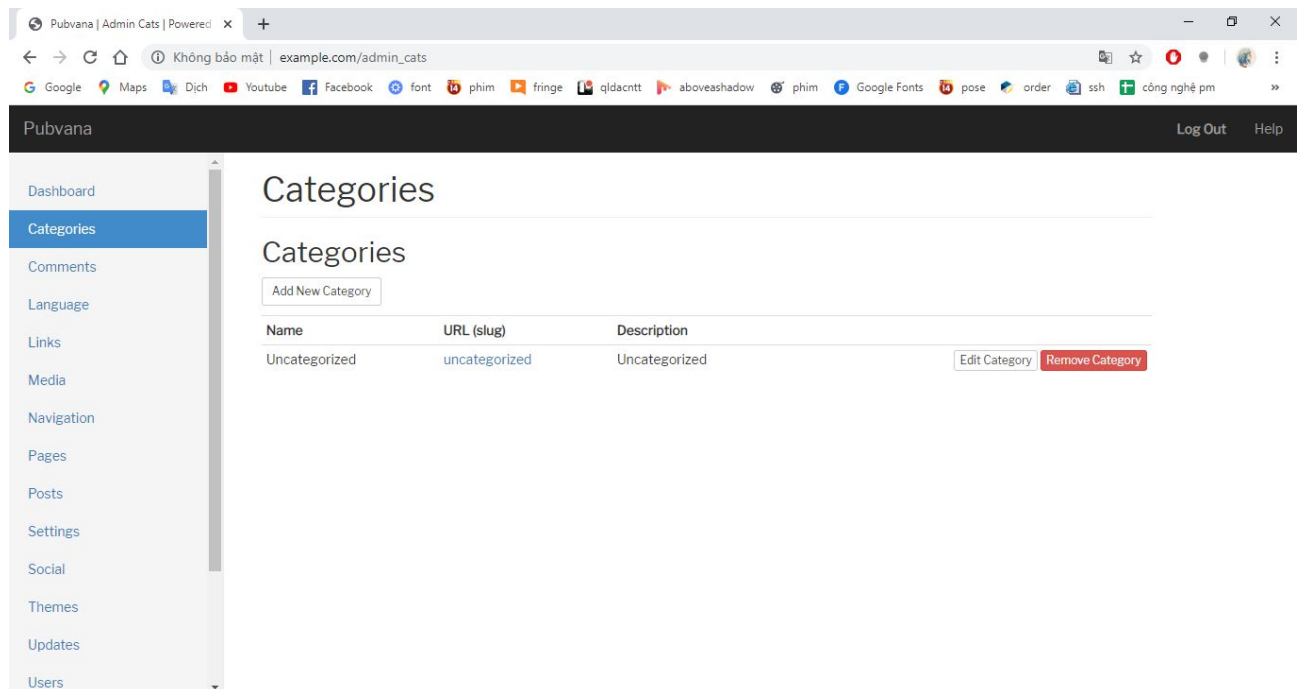 Pubvana | Admin Cats | Powered
Không bảo mật | example.com/admin_cats
Google Maps Dịch Youtube Facebook font phim fringe qldacntt aboveashadow phim Google Fonts pose order ssh công nghệ pm »
Pubvana Log Out Help
Dashboard
Categories
Comments
Language
Links
Media
Navigation
Pages
Posts
Settings
Social
Themes
Updates
Users
Categories
Categories
Add New Category
Name URL (slug) Description
Uncategorized uncategorized Uncategorized Edit Category Remove Category